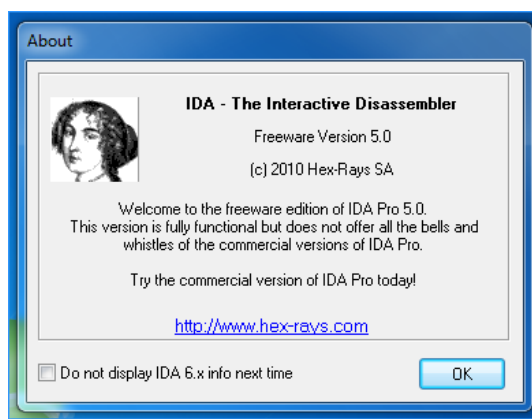 About
IDA - The Interactive Disassembler
Freeware Version 5.0
(c) 2010 Hex-Rays SA
Welcome to the freeware edition of IDA Pro 5.0.
This version is fully functional but does not offer all the bells and
whistles of the commercial versions of IDA Pro.
Try the commercial version of IDA Pro today!
http://www.hex-rays.com
Do not display IDA 6.x info next time
OK